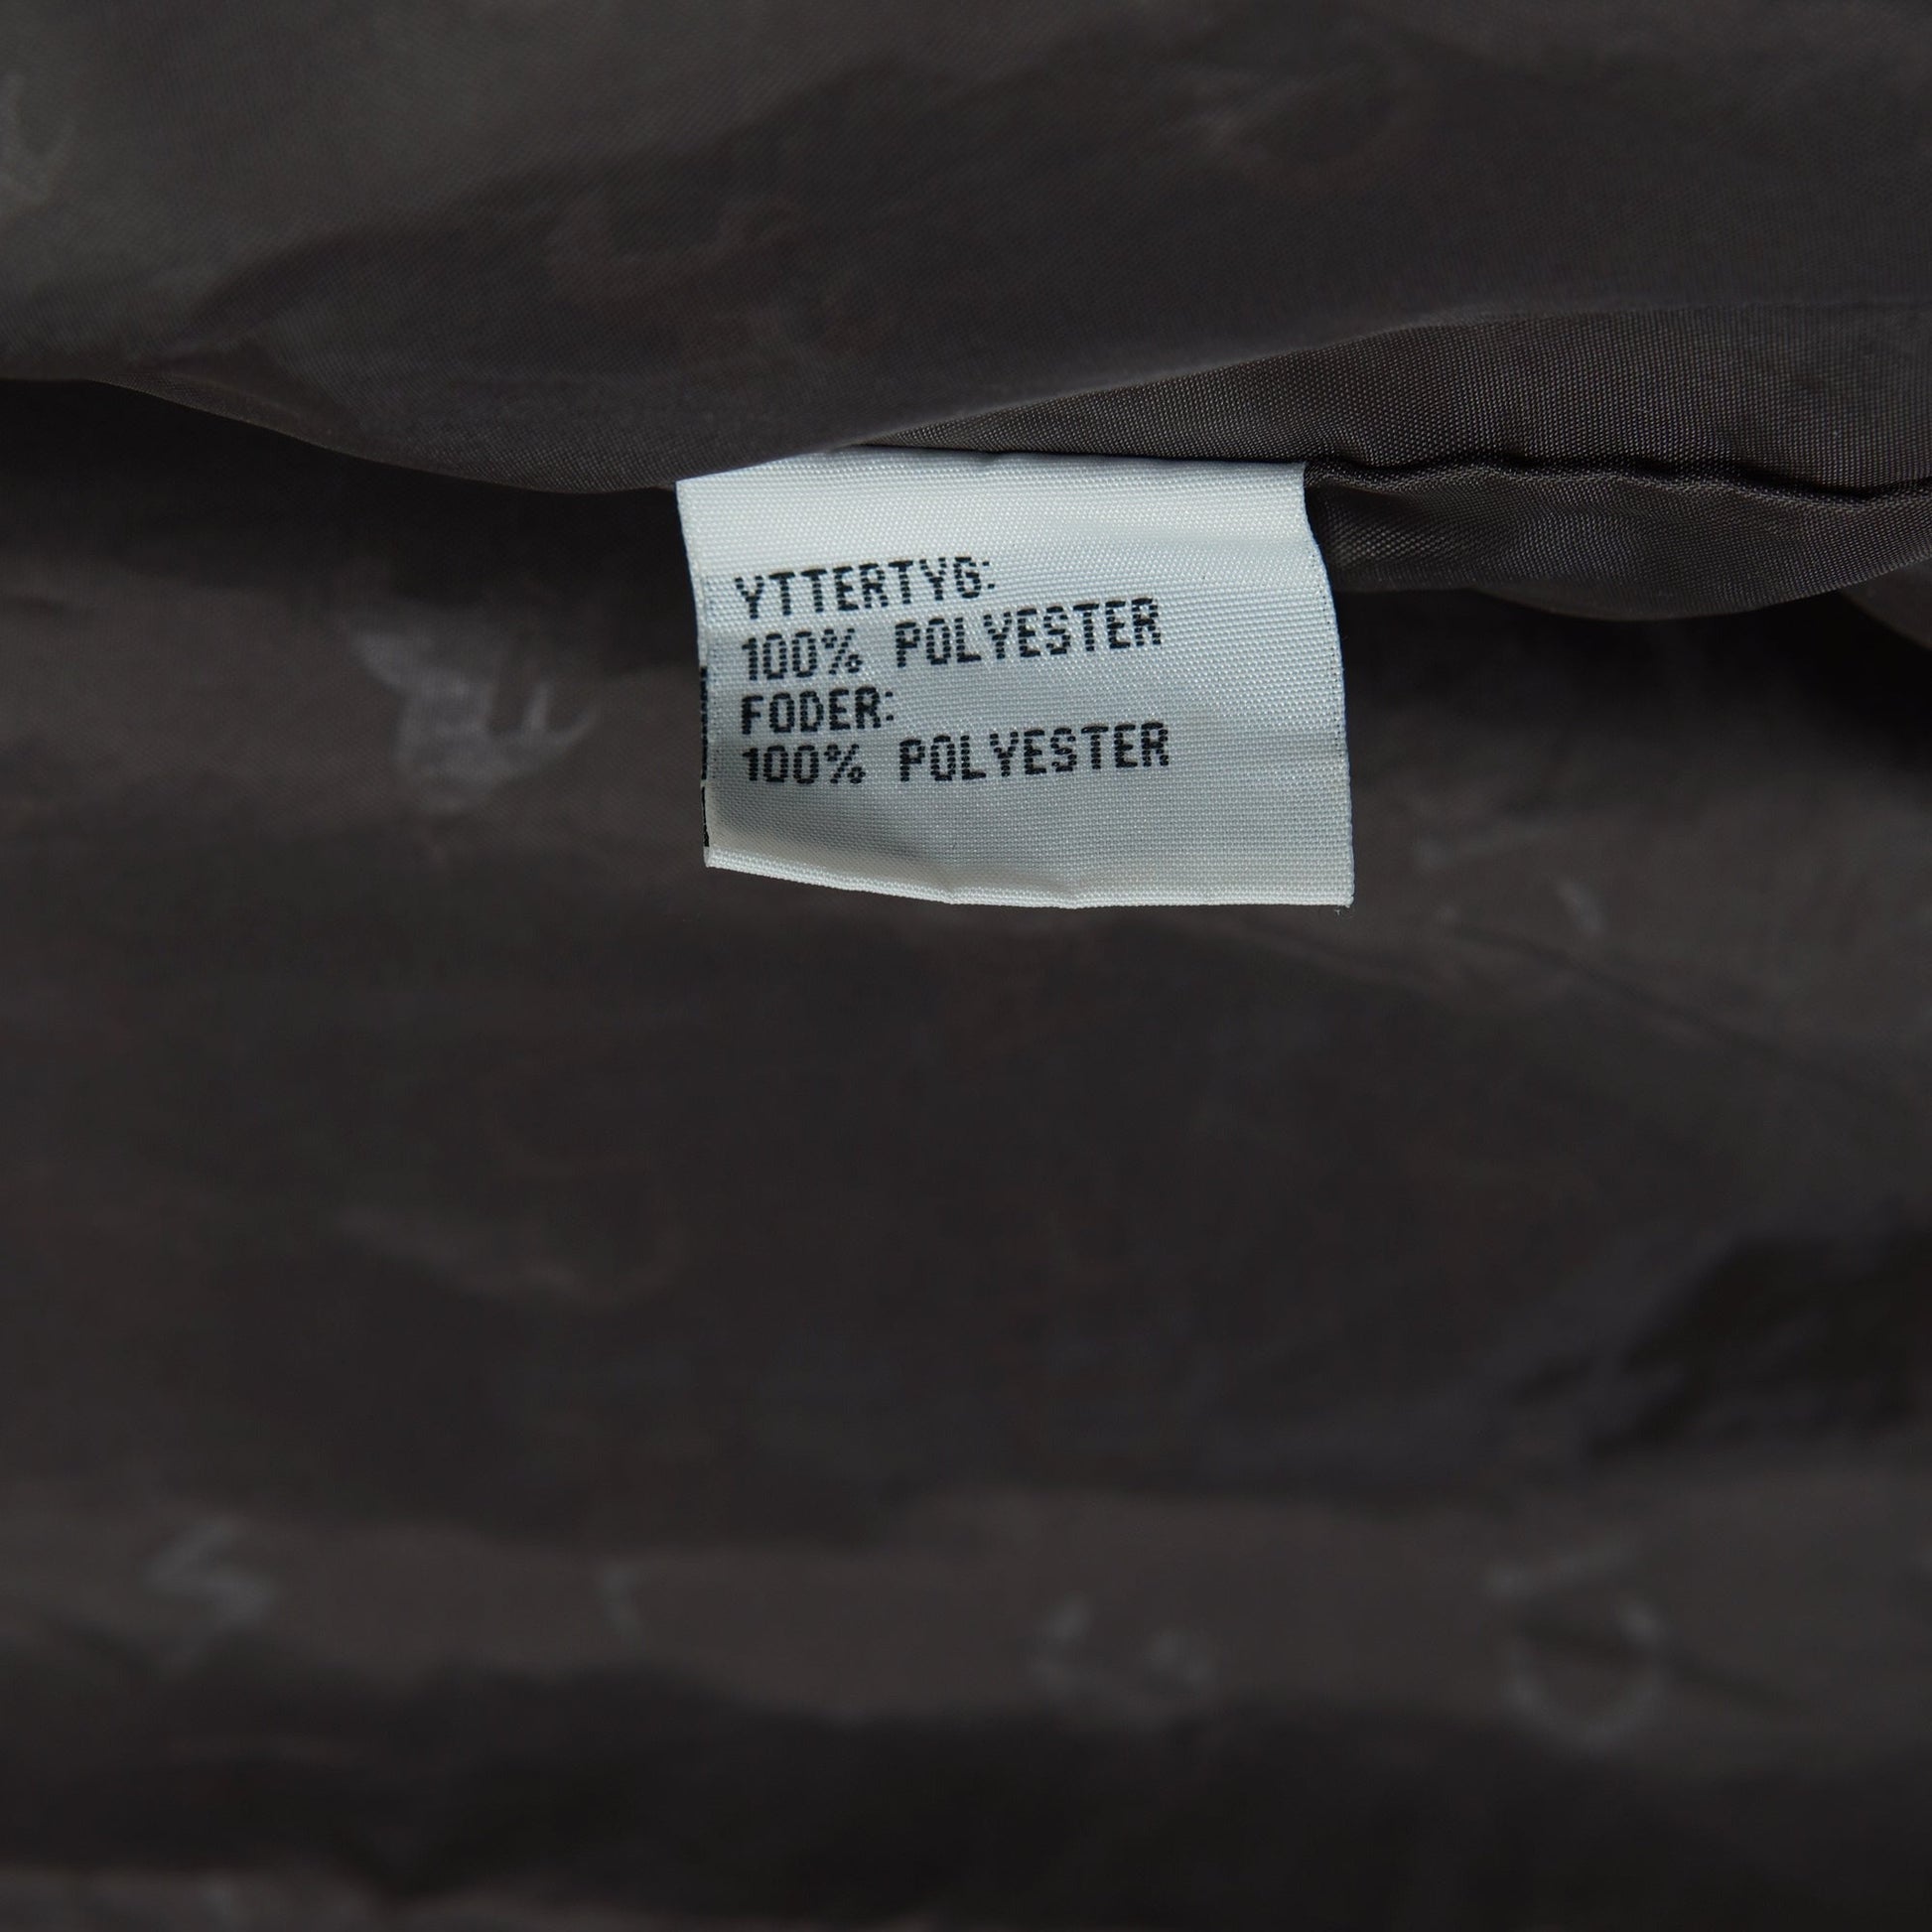 YTTERTYG:
100% POLYESTER
FODER:
100% POLYESTER